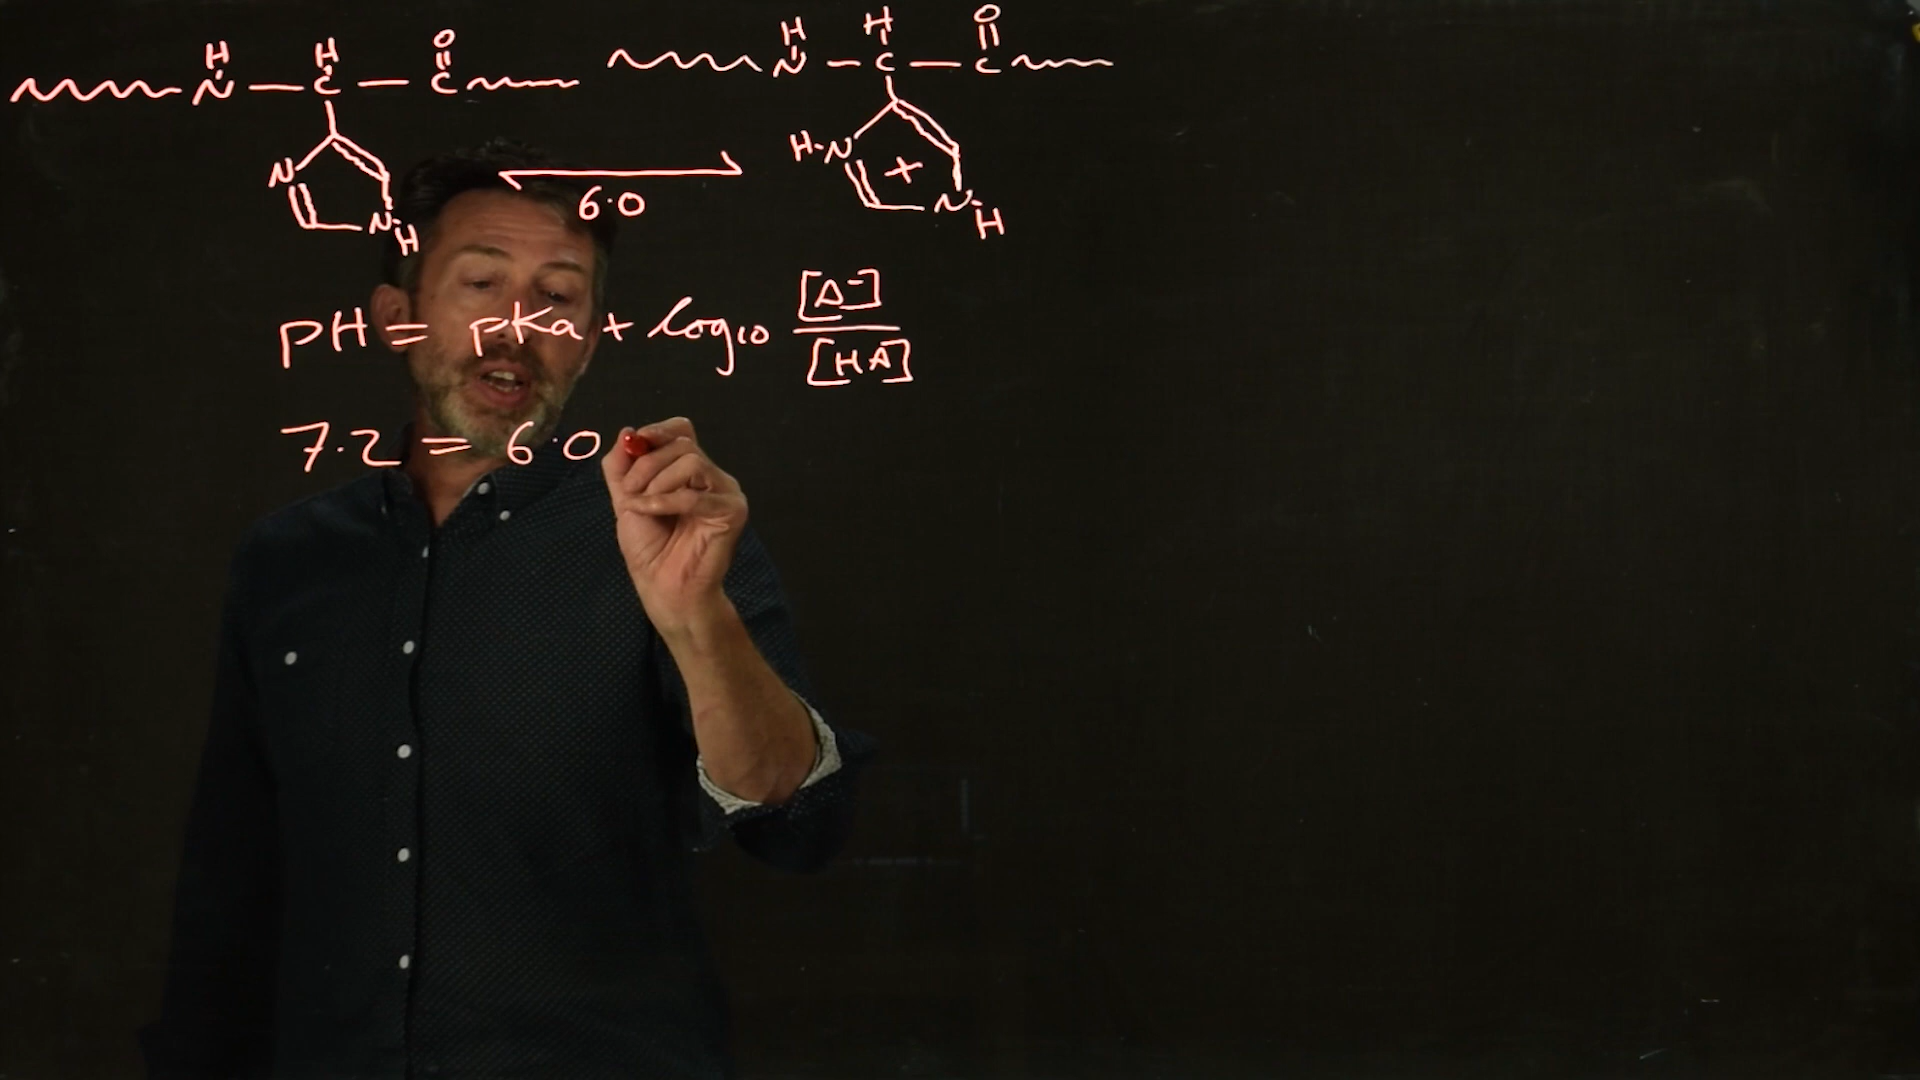 H H O
N — C — C
N
N
H
H H O
N — C — C
H-N
+
N
H
6.0
pH = pKa + log10 [A-]
[HA]
7.2 = 6.0